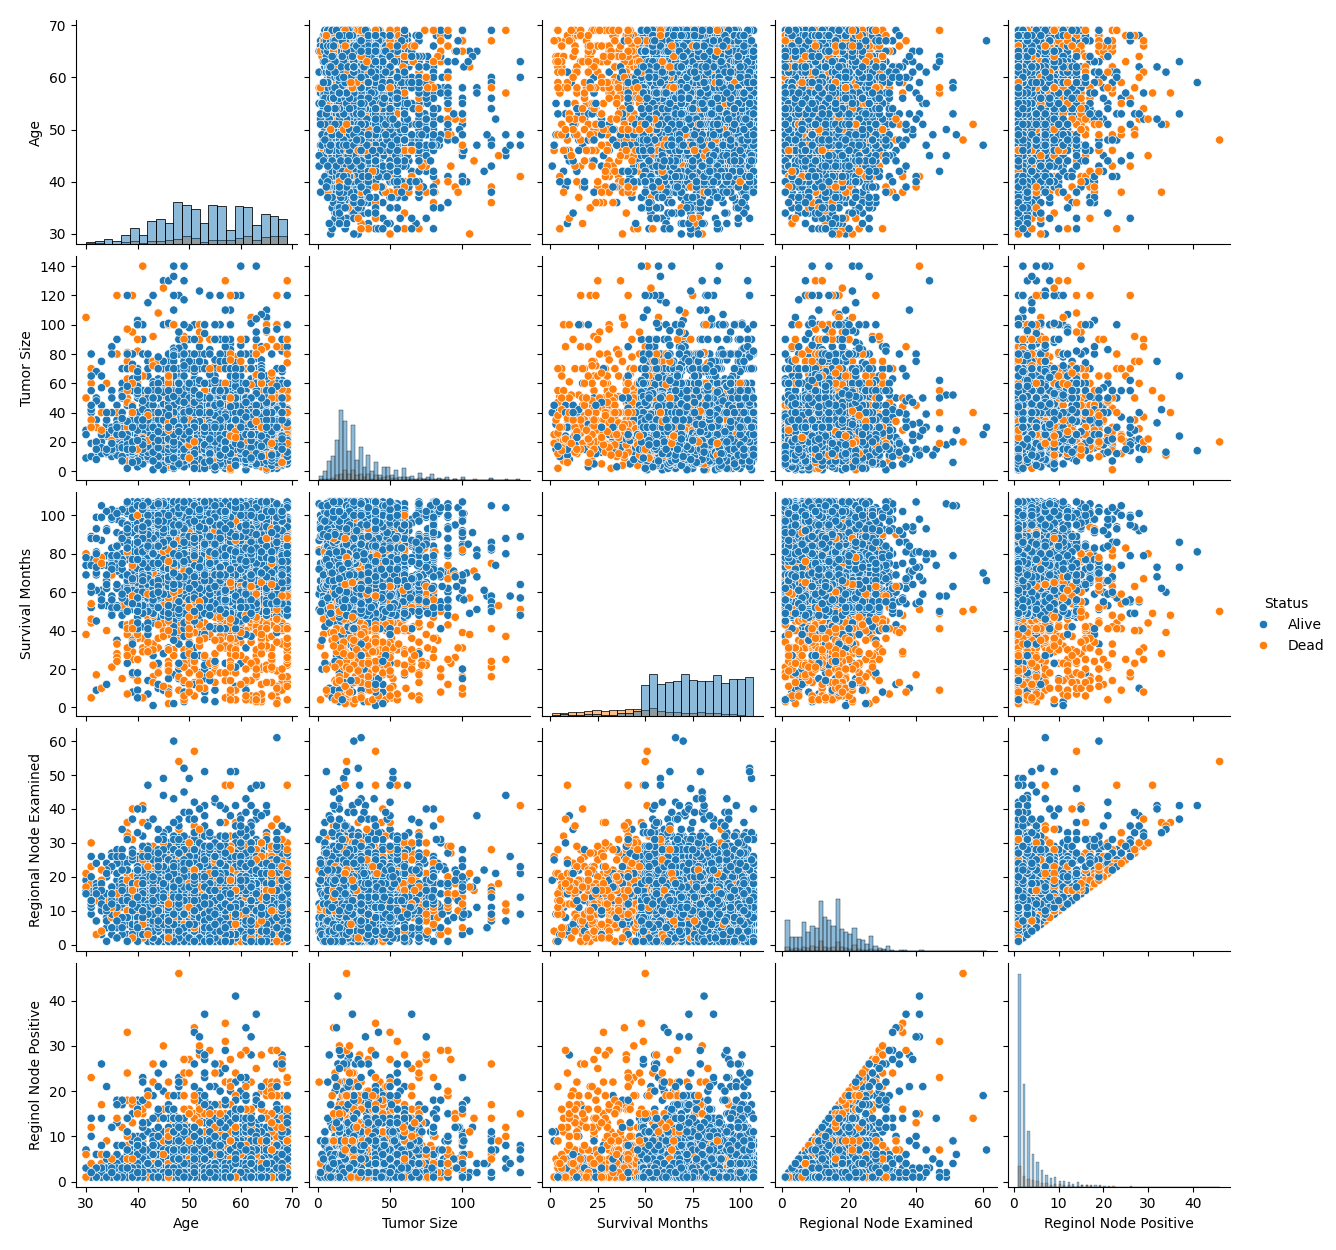 70
60
50
40
30
Age
140
120
100
80
60
40
20
0
Tumor Size
100
80
60
40
20
0
Survival Months
Status
Alive
Dead
60
50
40
30
20
10
0
Regional Node Examined
40
30
20
10
0
Reginol Node Positive
30 40 50 60 70
0 50 100
0 25 50 75 100
0 20 40 60
0 10 20 30 40
Age
Tumor Size
Survival Months
Regional Node Examined
Reginol Node Positive